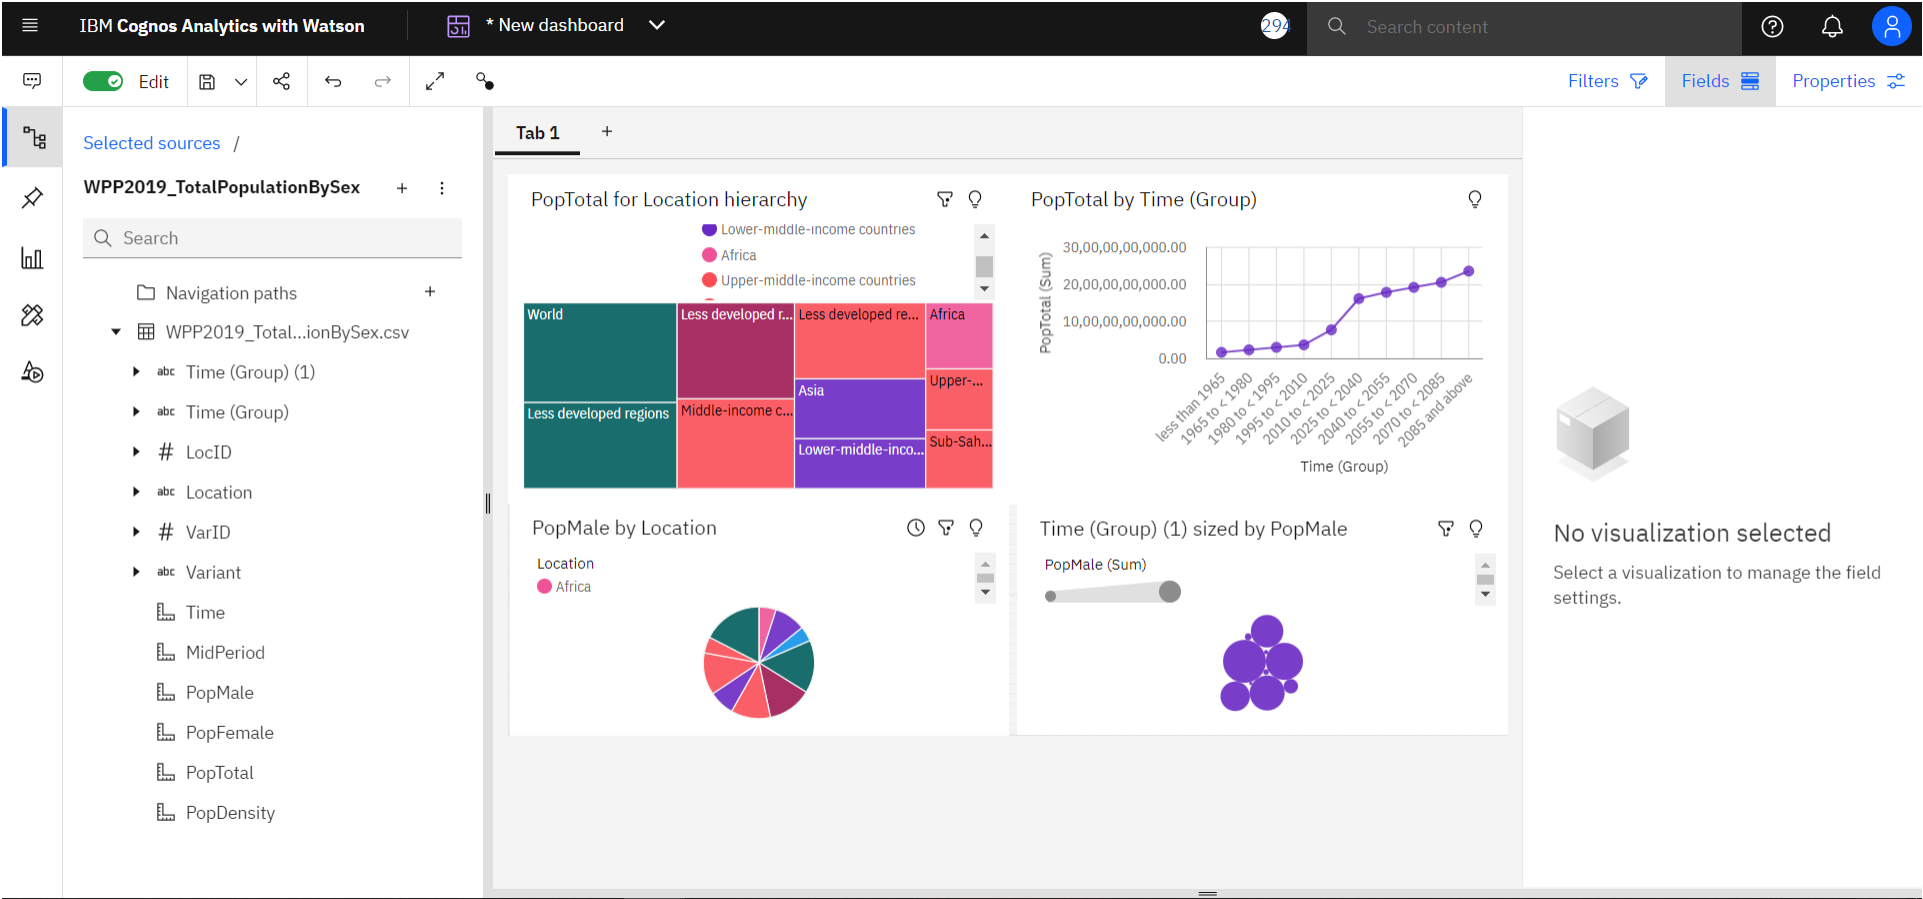 IBM Cognos Analytics with Watson
* New dashboard
294
Search content
Edit
Filters
Fields
Properties
Selected sources /
WPP2019_TotalPopulationBySex
Search
Navigation paths
WPP2019_Total...ionBySex.csv
abc Time (Group) (1)
abc Time (Group)
# LocID
abc Location
# VarID
abc Variant
Time
MidPeriod
PopMale
PopFemale
PopTotal
PopDensity
Tab 1
PopTotal for Location hierarchy
Lower-middle-income countries
Africa
Upper-middle-income countries
World
Less developed r...
Less developed re...
Africa
Upper-...
Asia
Less developed regions
Middle-income c...
Lower-middle-inco...
Sub-Sah...
PopTotal by Time (Group)
PopTotal (Sum)
30,00,00,00,000.00
20,00,00,00,000.00
10,00,00,00,000.00
0.00
less than 1965
1965 to < 1980
1980 to < 1995
1995 to < 2010
2010 to < 2025
2025 to < 2040
2040 to < 2055
2055 to < 2070
2070 to < 2085
2085 and above
Time (Group)
PopMale by Location
Location
Africa
Time (Group) (1) sized by PopMale
PopMale (Sum)
No visualization selected
Select a visualization to manage the field
settings.